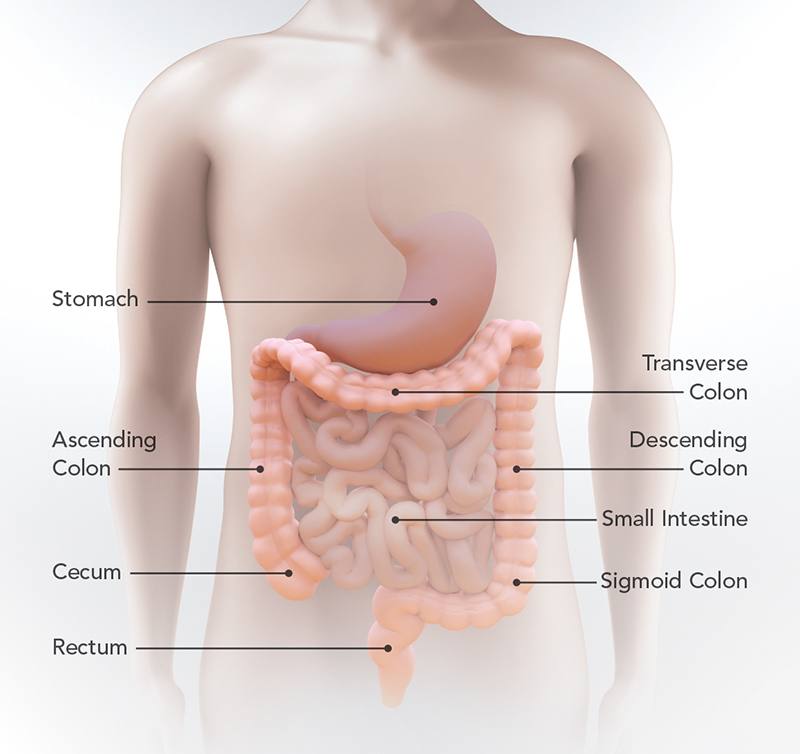 Stomach
Transverse
Colon
Ascending
Colon
Descending
Colon
Small Intestine
Cecum
Sigmoid Colon
Rectum